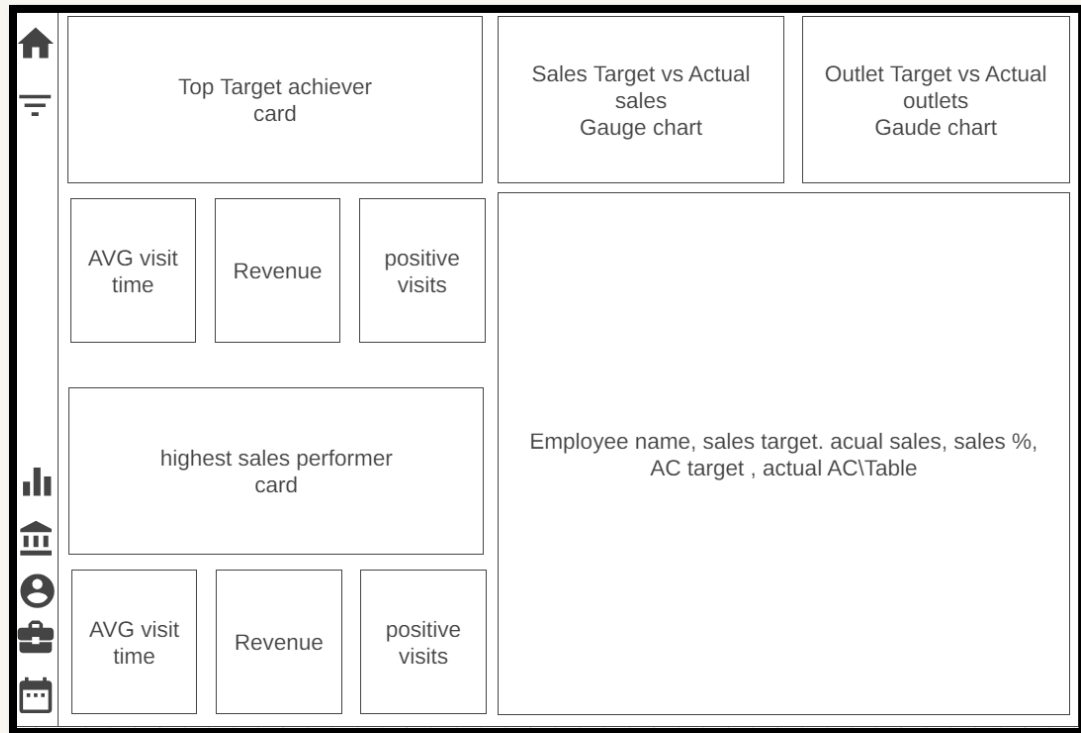 Top Target achiever
card
Sales Target vs Actual
sales
Gauge chart
Outlet Target vs Actual
outlets
Gaude chart
AVG visit
time
Revenue
positive
visits
highest sales performer
card
Employee name, sales target. acual sales, sales %,
AC target , actual AC\Table
AVG visit
time
Revenue
positive
visits